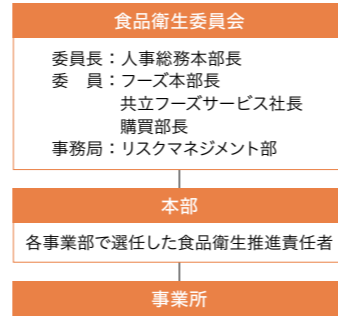 食品衛生委員会
委員長：人事総務本部長
委　員：フーズ本部長
共立フーズサービス社長
購買部長
事務局：リスクマネジメント部
本部
各事業部で選任した食品衛生推進責任者
事業所